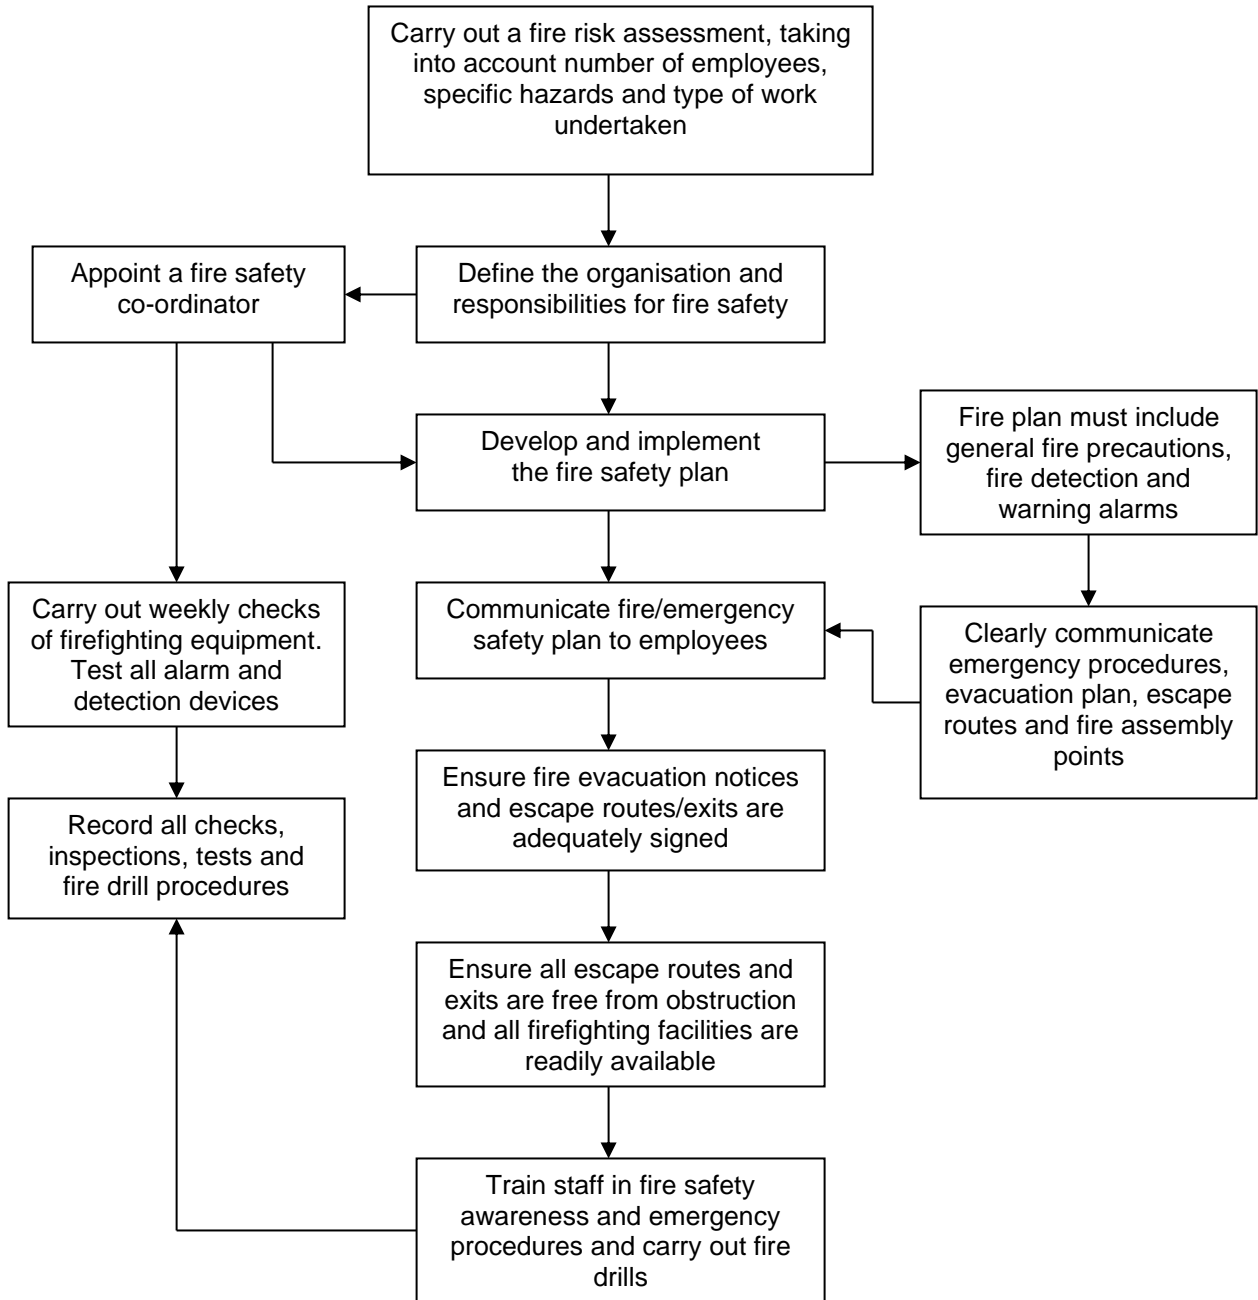 Carry out a fire risk assessment, taking
into account number of employees,
specific hazards and type of work
undertaken
Appoint a fire safety
co-ordinator
Define the organisation and
responsibilities for fire safety
Develop and implement
the fire safety plan
Fire plan must include
general fire precautions,
fire detection and
warning alarms
Carry out weekly checks
of firefighting equipment.
Test all alarm and
detection devices
Communicate fire/emergency
safety plan to employees
Clearly communicate
emergency procedures,
evacuation plan, escape
routes and fire assembly
points
Ensure fire evacuation notices
and escape routes/exits are
adequately signed
Record all checks,
inspections, tests and
fire drill procedures
Ensure all escape routes and
exits are free from obstruction
and all firefighting facilities are
readily available
Train staff in fire safety
awareness and emergency
procedures and carry out fire
drills